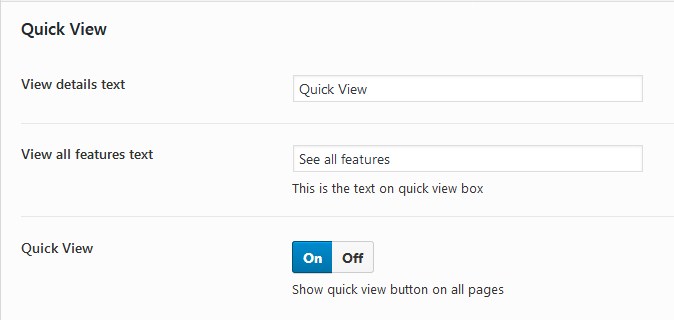 Quick View
View details text
Quick View
View all features text
See all features
This is the text on quick view box
Quick View
On Off
Show quick view button on all pages